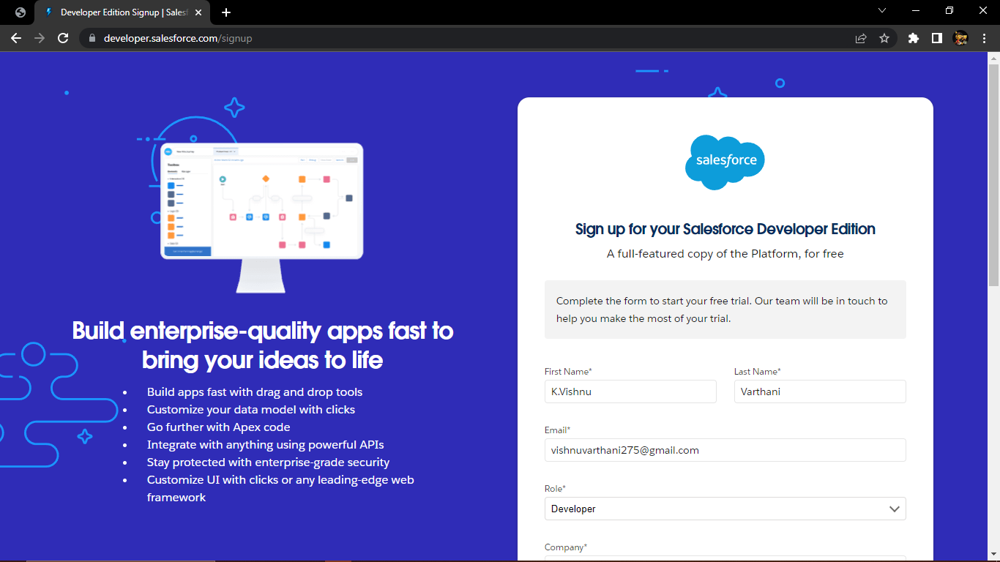 Developer Edition Signup | Salesf
developer.salesforce.com/signup
Build enterprise-quality apps fast to
bring your ideas to life
Build apps fast with drag and drop tools
Customize your data model with clicks
Go further with Apex code
Integrate with anything using powerful APIs
Stay protected with enterprise-grade security
Customize UI with clicks or any leading-edge web
framework
salesforce
Sign up for your Salesforce Developer Edition
A full-featured copy of the Platform, for free
Complete the form to start your free trial. Our team will be in touch to
help you make the most of your trial.
First Name* Last Name*
K.Vishnu Varthani
Email*
vishnuvarthani275@gmail.com
Role*
Developer
Company*